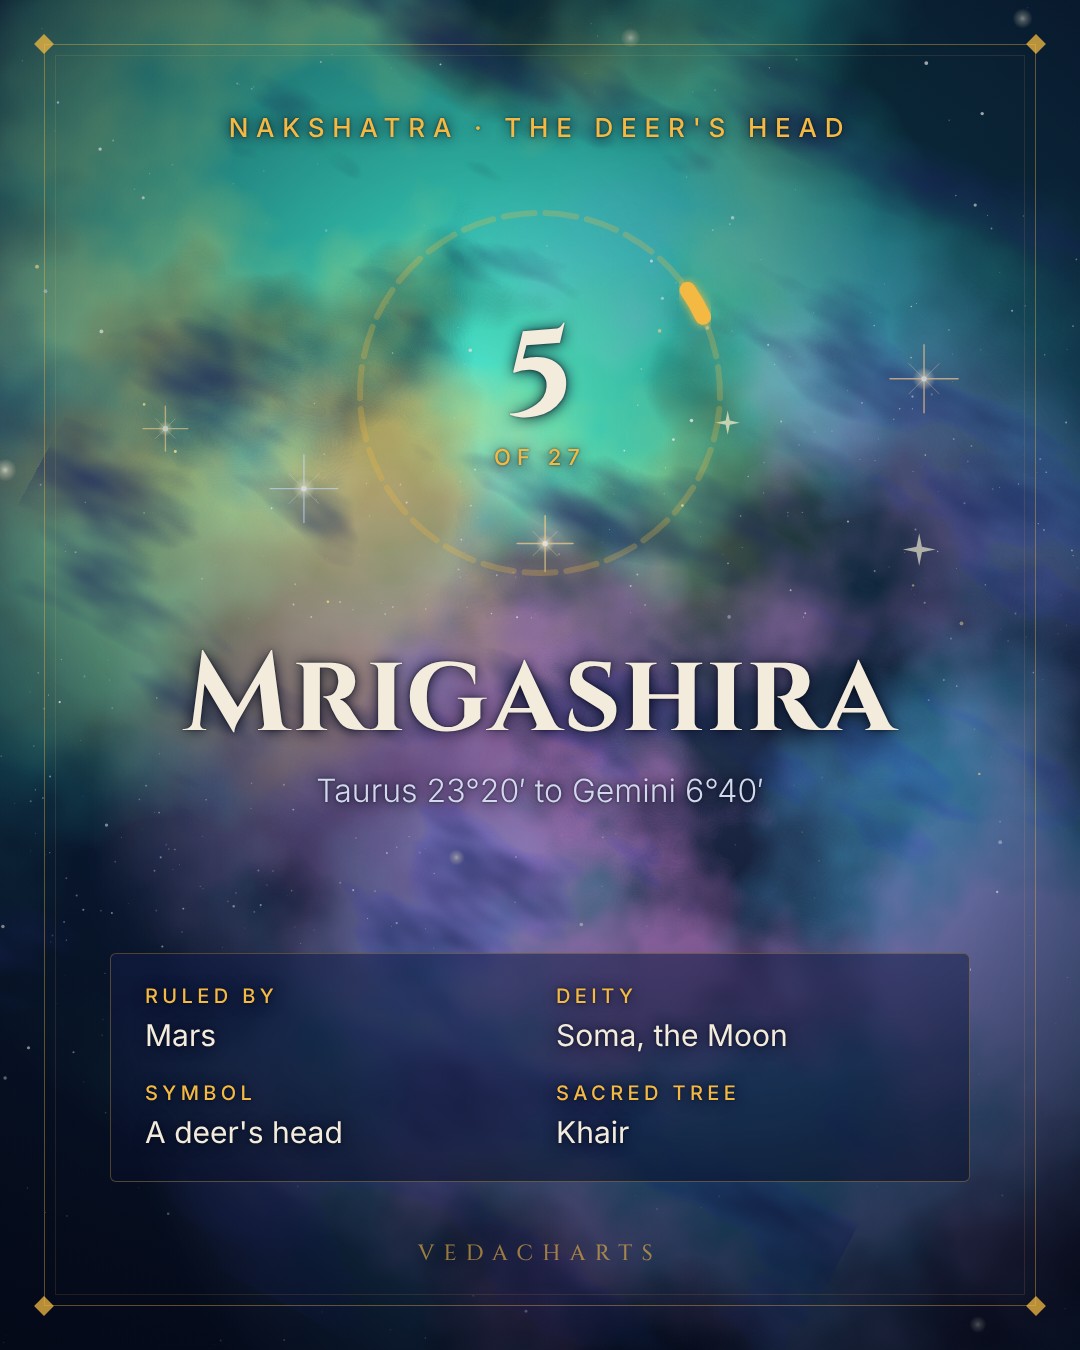 NAKSHATRA · THE DEER'S HEAD
5
OF 27
MRIGASHIRA
Taurus 23°20′ to Gemini 6°40′
RULED BY
Mars
DEITY
Soma, the Moon
SYMBOL
A deer's head
SACRED TREE
Khair
VEDACHARTS